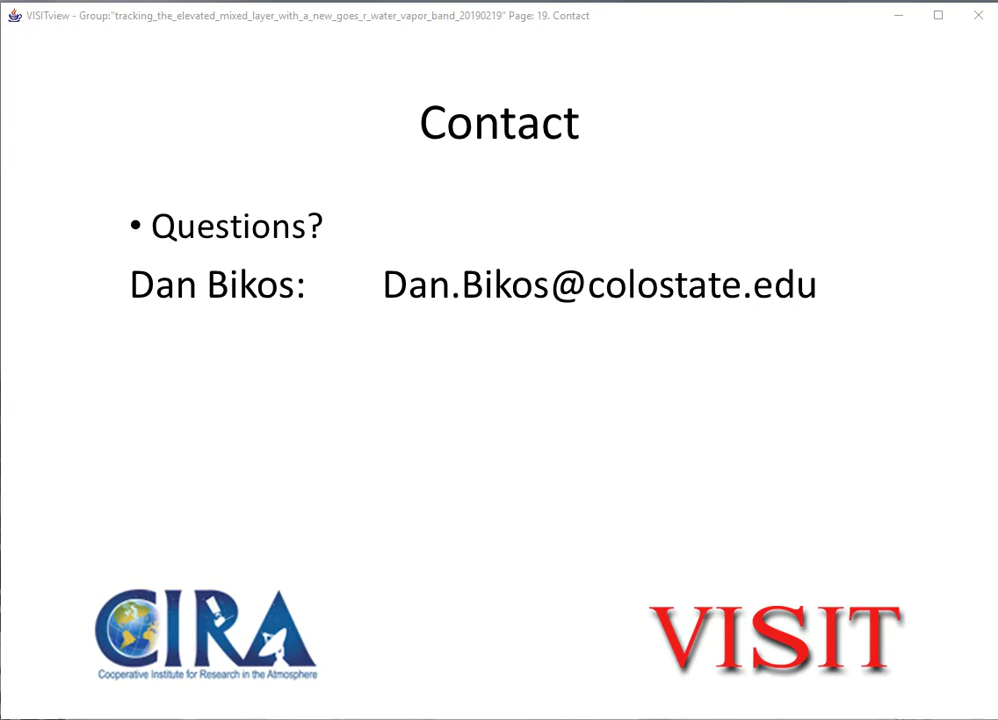 VISITview - Group:"tracking_the_elevated_mixed_layer_with_a_new_goes_r_water_vapor_band_20190219" Page: 19. Contact
Contact
• Questions?
Dan Bikos: Dan.Bikos@colostate.edu
CIRA
Cooperative Institute for Research in the Atmosphere
VISIT